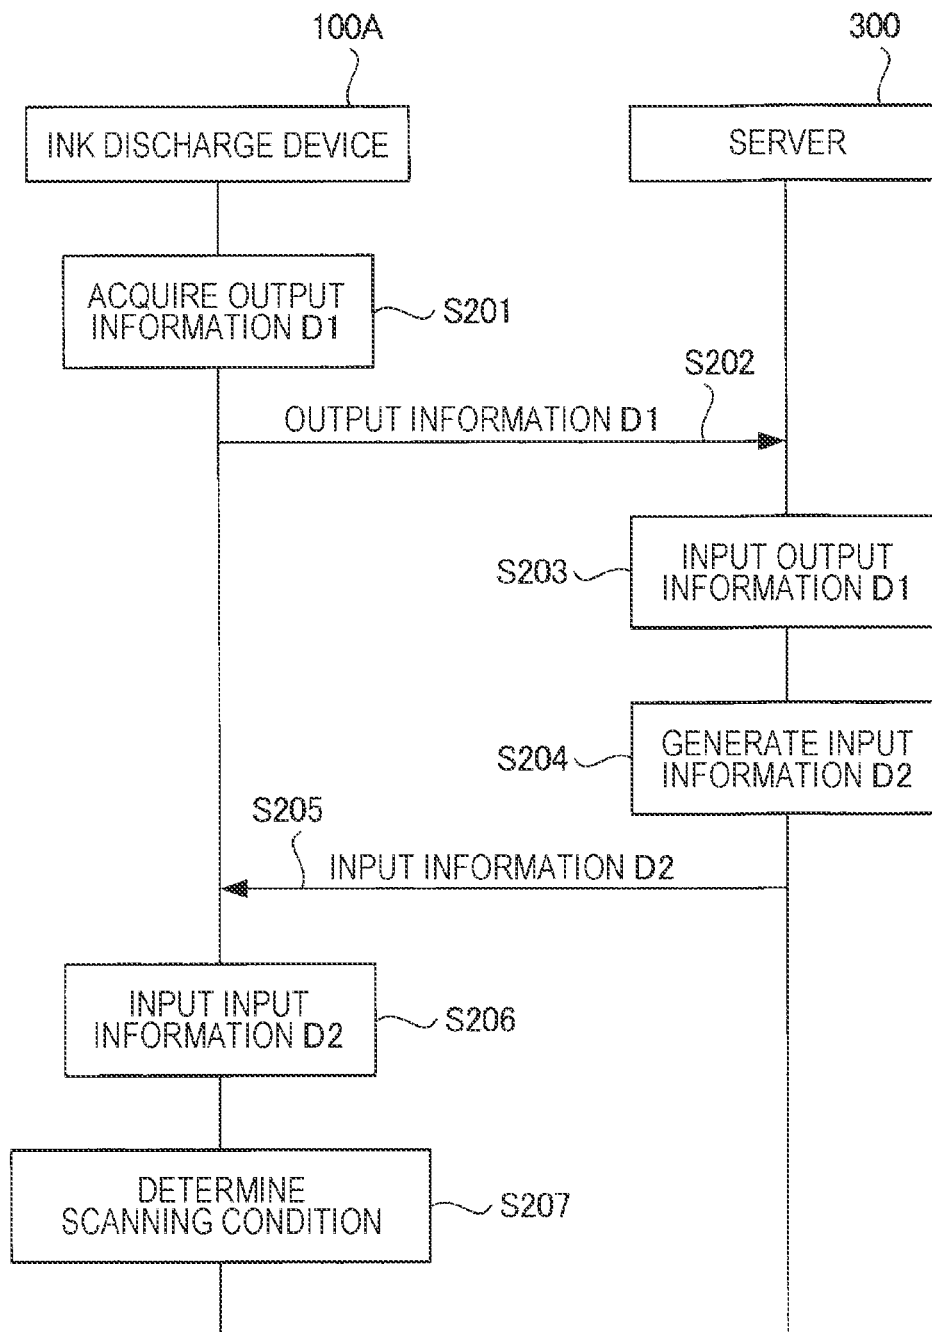 100A
300
INK DISCHARGE DEVICE
SERVER
ACQUIRE OUTPUT
INFORMATION D1
S201
S202
OUTPUT INFORMATION D1
S203
INPUT OUTPUT
INFORMATION D1
S204
GENERATE INPUT
INFORMATION D2
S205
INPUT INFORMATION D2
INPUT INPUT
INFORMATION D2
S206
DETERMINE
SCANNING CONDITION
S207